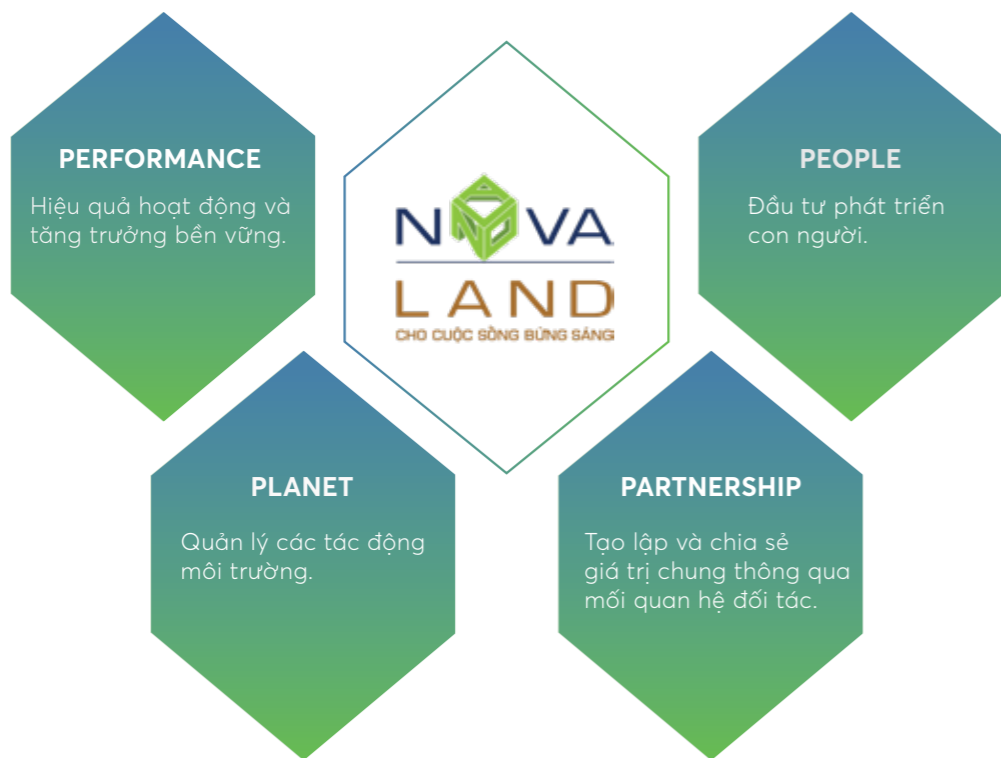 PERFORMANCE
Hiệu quả hoạt động và
tăng trưởng bền vững.
NOVA
LAND
CHO CUỘC SỐNG BỪNG SÁNG
PEOPLE
Đầu tư phát triển
con người.
PLANET
Quản lý các tác động
môi trường.
PARTNERSHIP
Tạo lập và chia sẻ
giá trị chung thông qua
mối quan hệ đối tác.